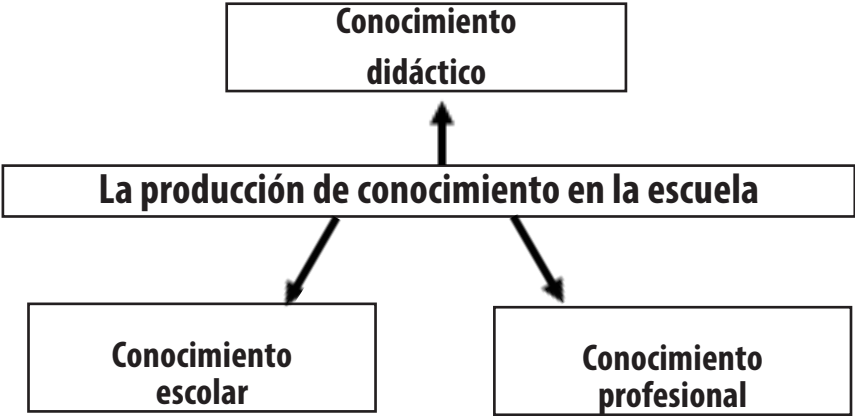 Conocimiento
didáctico
La producción de conocimiento en la escuela
Conocimiento
escolar
Conocimiento
profesional